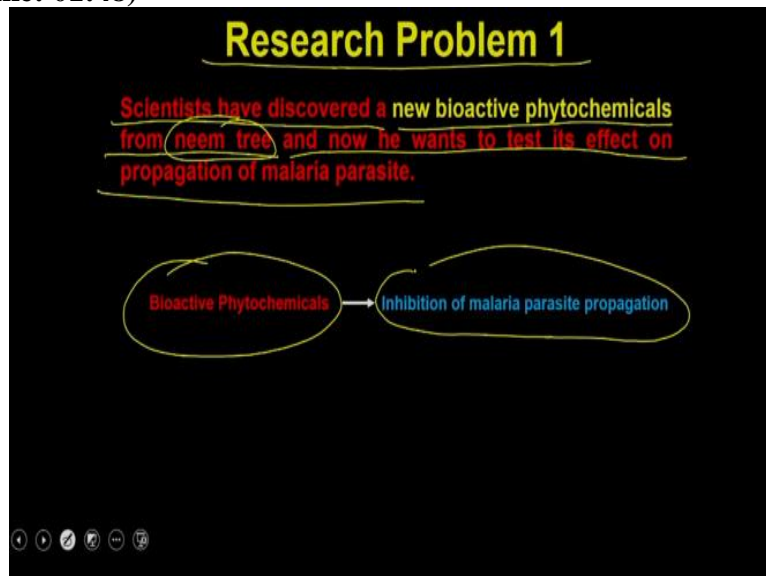 Research Problem 1
Scientists have discovered a new bioactive phytochemicals
from neem tree and now he wants to test its effect on
propagation of malaria parasite.
Bioactive Phytochemicals
Inhibition of malaria parasite propagation